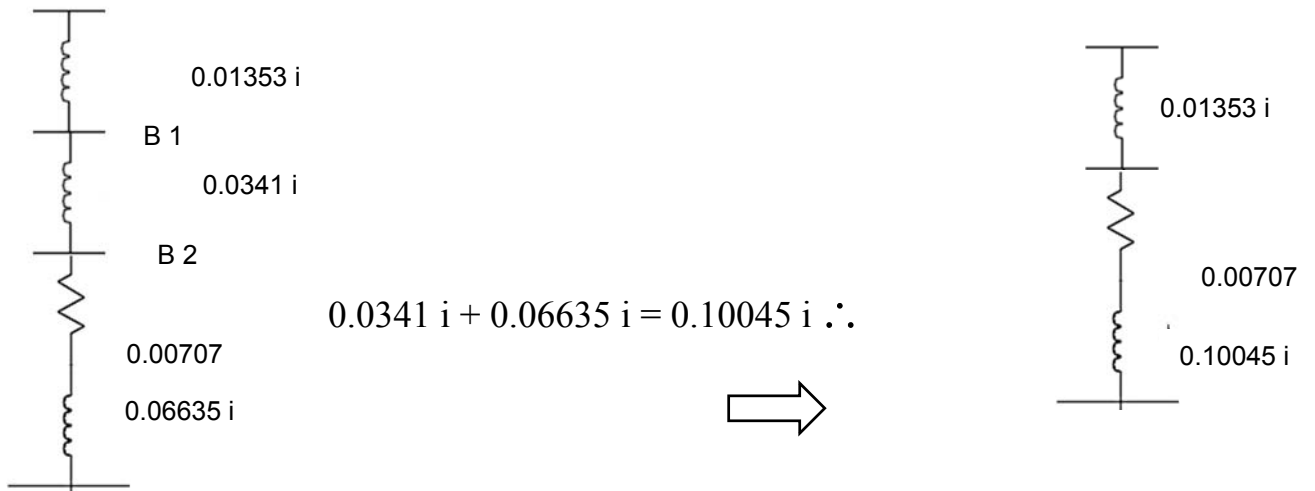 0.01353 i
B 1
0.0341 i
B 2
0.00707
0.06635 i
0.0341 i + 0.06635 i = 0.10045 i ∴
0.01353 i
0.00707
0.10045 i